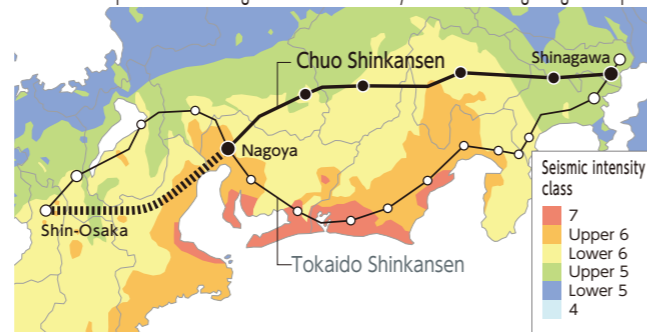 Chuo Shinkansen
Shinagawa
Nagoya
Shin-Osaka
Tokaido Shinkansen
Seismic intensity
class
7
Upper 6
Lower 6
Upper 5
Lower 5
4